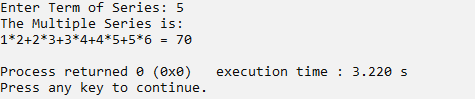 Enter Term of Series: 5
The Multiple Series is:
1*2+2*3+3*4+4*5+5*6 = 70
Process returned 0 (0x0)   execution time : 3.220 s
Press any key to continue.